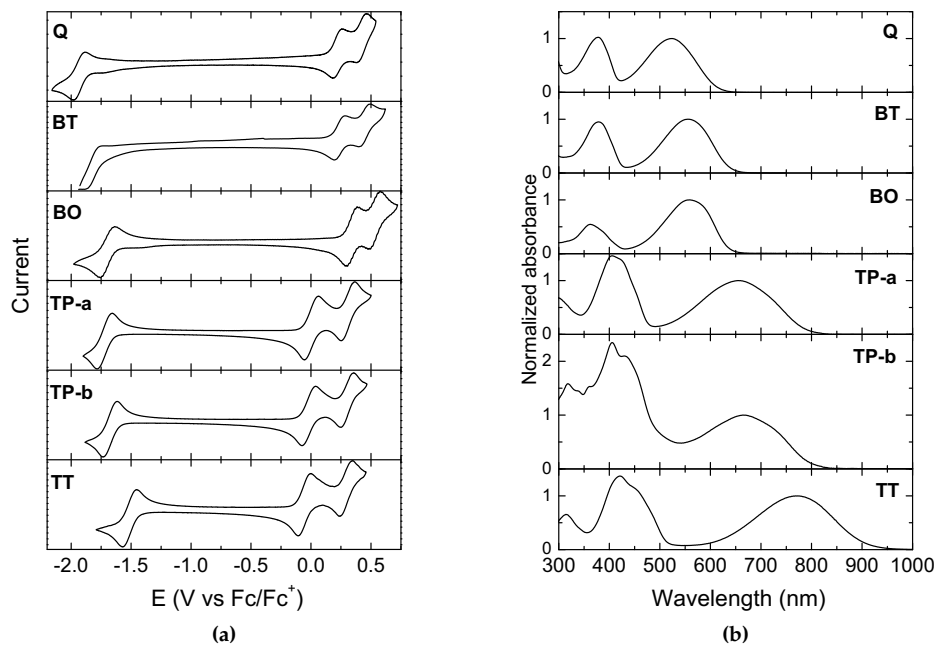 Q
BT
BO
TP-a
TP-b
TT
Current
-2.0 -1.5 -1.0 -0.5 0.0 0.5
E (V vs Fc/Fc⁺)
(a)
Q
1
0
BT
1
0
BO
1
0
TP-a
1
0
TP-b
2
1
0
TT
1
0
Normalized absorbance
300 400 500 600 700 800 900 1000
Wavelength (nm)
(b)